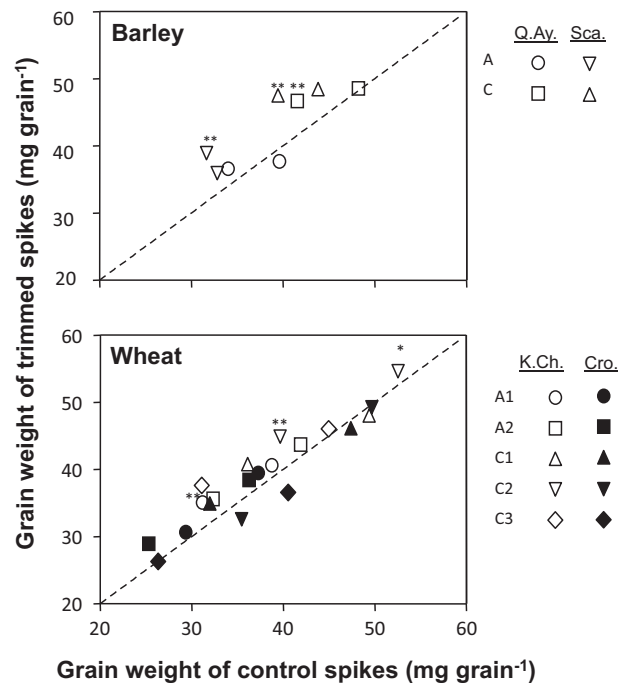 Grain weight of trimmed spikes (mg grain-1)
Barley
60
50
40
30
20
** ** **
Q.Ay. Sca.
A
C
Wheat
60
50
40
30
20
*
**
**
20 30 40 50 60
K.Ch. Cro.
A1
A2
C1
C2
C3
Grain weight of control spikes (mg grain-1)